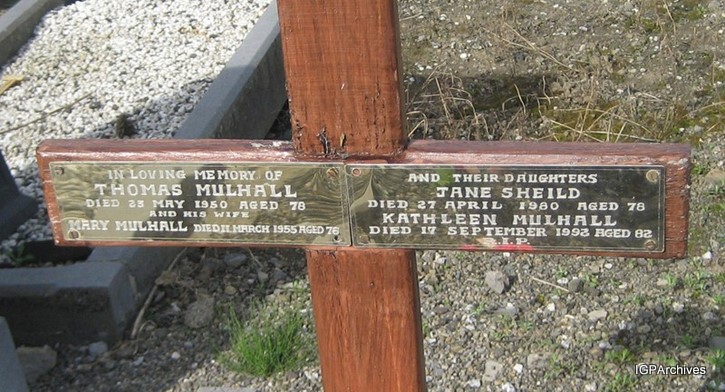 IN LOVING MEMORY OF
THOMAS MULHALL
DIED 23 MAY 1950 AGED 78
AND HIS WIFE
MARY MULHALL DIED 11 MARCH 1955 AGED 76
AND THEIR DAUGHTERS
JANE SHEILD
DIED 27 APRIL 1980 AGED 78
KATHLEEN MULHALL
DIED 17 SEPTEMBER 1992 AGED 82
R.I.P.
IGPArchives